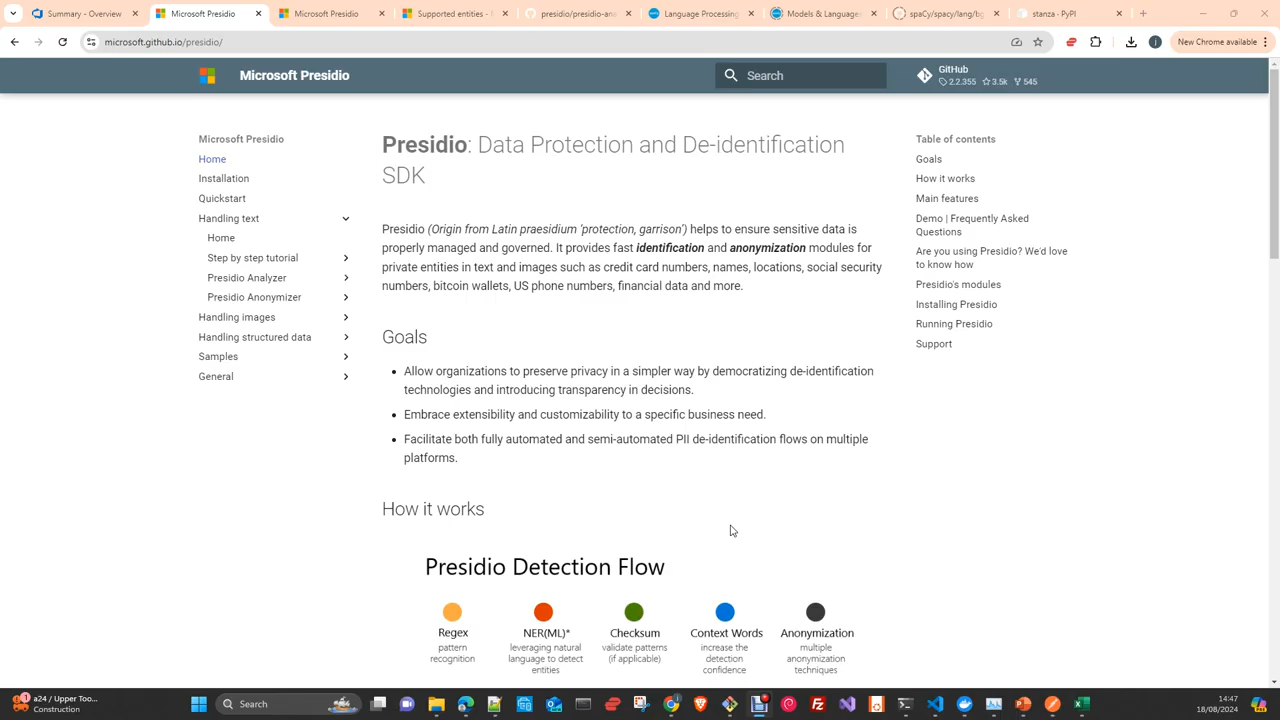 Summary - Overview
Microsoft Presidio
Microsoft Presidio
Supported entities -
presidio/presidio-an
Language Processing
Models & Languages
spaCy/spacy/lang/bg
stanza · PyPI
microsoft.github.io/presidio/
New Chrome available
Microsoft Presidio
Search
GitHub
2.2.355 3.5k 545
Microsoft Presidio
Home
Installation
Quickstart
Handling text
Home
Step by step tutorial
Presidio Analyzer
Presidio Anonymizer
Handling images
Handling structured data
Samples
General
Presidio: Data Protection and De-identification
SDK
Presidio (Origin from Latin praesidium 'protection, garrison') helps to ensure sensitive data is
properly managed and governed. It provides fast identification and anonymization modules for
private entities in text and images such as credit card numbers, names, locations, social security
numbers, bitcoin wallets, US phone numbers, financial data and more.
Goals
• Allow organizations to preserve privacy in a simpler way by democratizing de-identification
technologies and introducing transparency in decisions.
• Embrace extensibility and customizability to a specific business need.
• Facilitate both fully automated and semi-automated PII de-identification flows on multiple
platforms.
How it works
Presidio Detection Flow
Regex
pattern
recognition
NER(ML)*
leveraging natural
language to detect
entities
Checksum
validate patterns
(if applicable)
Context Words
increase the
detection
confidence
Anonymization
multiple
anonymization
techniques
Table of contents
Goals
How it works
Main features
Demo | Frequently Asked
Questions
Are you using Presidio? We'd love
to know how
Presidio's modules
Installing Presidio
Running Presidio
Support
a24 / Upper Too...
Construction
Search
14:47
18/08/2024